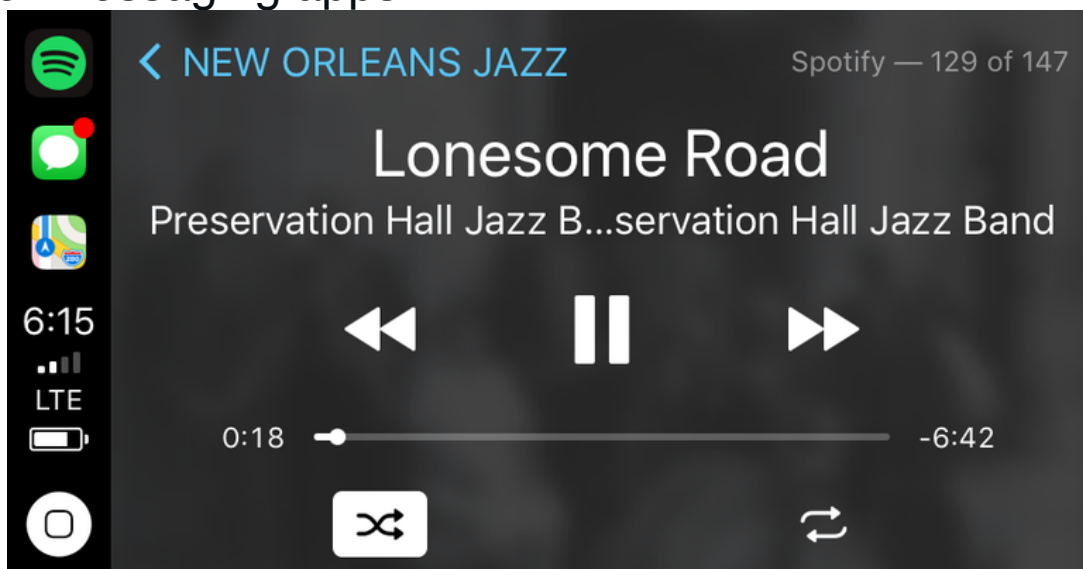 NEW ORLEANS JAZZ
Spotify — 129 of 147
Lonesome Road
Preservation Hall Jazz B...servation Hall Jazz Band
6:15
LTE
0:18
-6:42
280